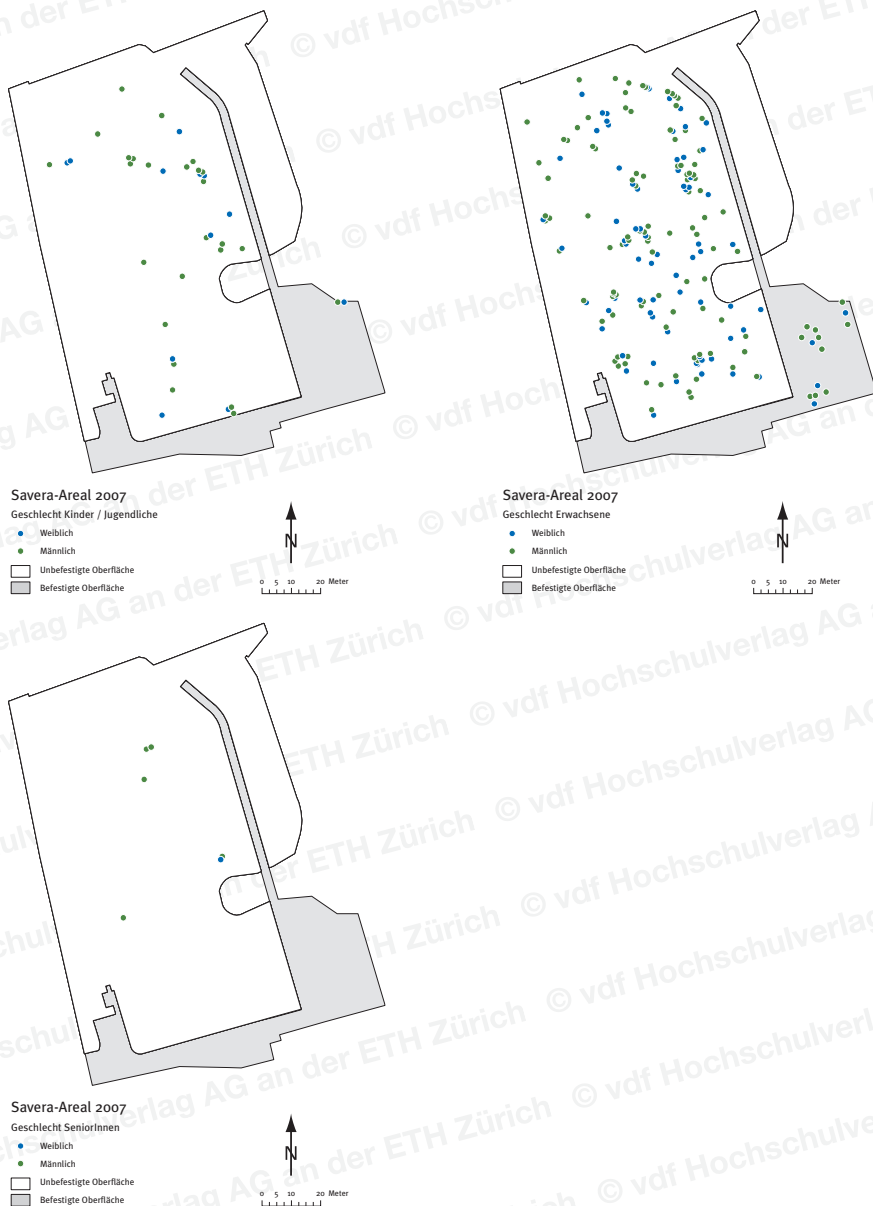 Savera-Areal 2007
Geschlecht Kinder / Jugendliche
Weiblich
Männlich
Unbefestigte Oberfläche
Befestigte Oberfläche
N
0 5 10 20 Meter
Savera-Areal 2007
Geschlecht Erwachsene
Weiblich
Männlich
Unbefestigte Oberfläche
Befestigte Oberfläche
N
0 5 10 20 Meter
Savera-Areal 2007
Geschlecht SeniorInnen
Weiblich
Männlich
Unbefestigte Oberfläche
Befestigte Oberfläche
N
0 5 10 20 Meter
© vdf Hochschulverlag AG an der ETH Zürich